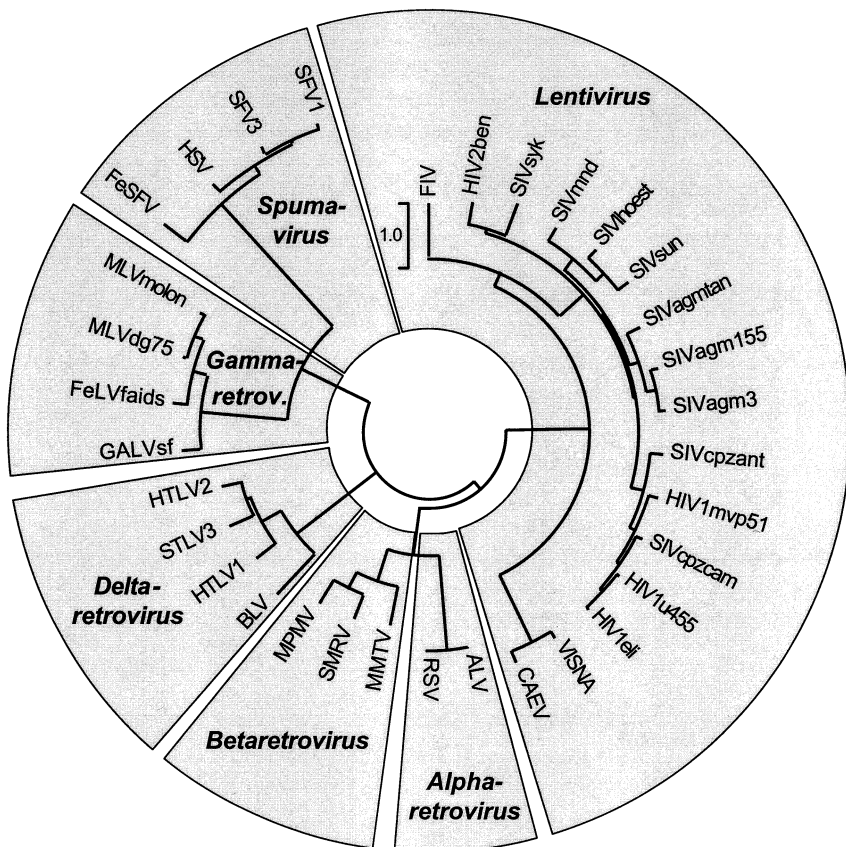 Lentivirus
FIV
HIV2ben
SIVsyk
SIVmnd
SIVlhoest
SIVsun
SIVagmtan
SIVagm155
SIVagm3
SIVcpzant
HIV1mvp51
SIVcpzcam
HIV1u455
HIV1eli
VISNA
CAEV
1.0
Alpha-
retrovirus
ALV
RSV
Betaretrovirus
MMTV
SMRV
MPMV
Delta-
retrovirus
BLV
HTLV1
STLV3
HTLV2
Gamma-
retrov.
GALVsf
FeLVfaids
MLVdg75
MLVmolon
Spuma-
virus
FeSFV
HSV
SFV3
SFV1